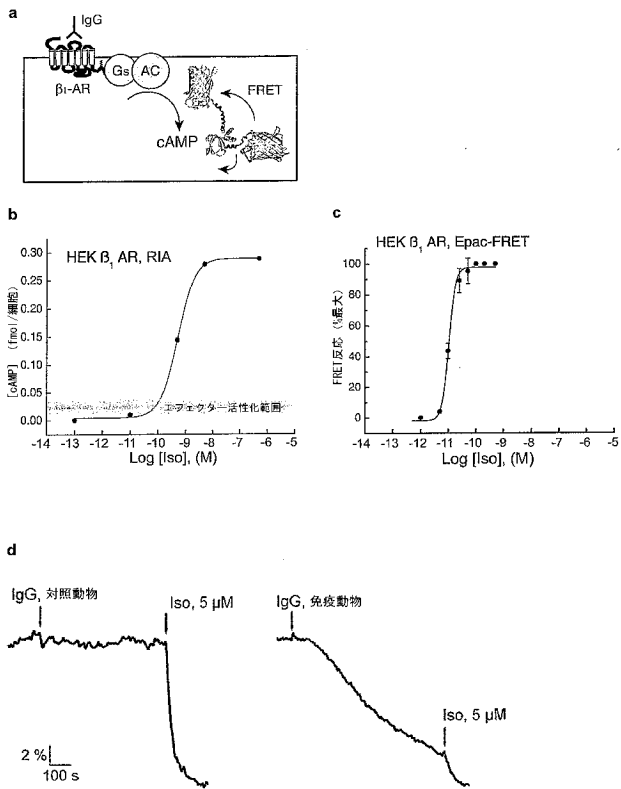 a
IgG
Gs
AC
β₁-AR
FRET
cAMP
b
HEK ß₁ AR, RIA
[cAMP] (fmol/細胞)
0.30
0.25
0.20
0.15
0.10
0.05
0.00
エフェクター活性化範囲
-14 -13 -12 -11 -10 -9 -8 -7 -6 -5
Log [Iso], (M)
c
HEK ß₁ AR, Epac-FRET
FRET反応 (%最大)
100
80
60
40
20
0
-14 -13 -12 -11 -10 -9 -8 -7 -6 -5
Log [Iso], (M)
d
IgG, 対照動物
Iso, 5 µM
2 %
100 s
IgG, 免疫動物
Iso, 5 µM